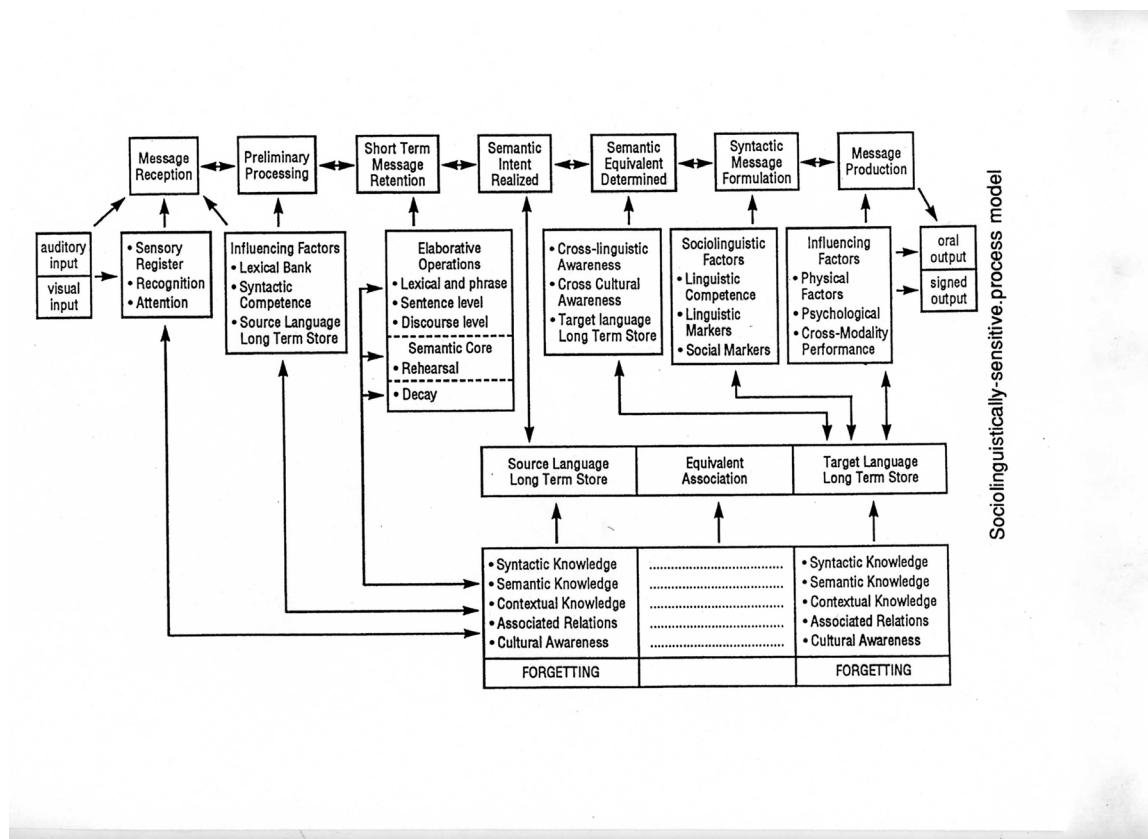 Message
Reception
Preliminary
Processing
Short Term
Message
Retention
Semantic
Intent
Realized
Semantic
Equivalent
Determined
Syntactic
Message
Formulation
Message
Production
auditory
input
visual
input
• Sensory
Register
• Recognition
• Attention
Influencing Factors
• Lexical Bank
• Syntactic
Competence
• Source Language
Long Term Store
Elaborative
Operations
• Lexical and phrase
• Sentence level
• Discourse level
Semantic Core
• Rehearsal
• Decay
• Cross-linguistic
Awareness
• Cross Cultural
Awareness
• Target language
Long Term Store
Sociolinguistic
Factors
• Linguistic
Competence
• Linguistic
Markers
• Social Markers
Influencing
Factors
• Physical
Factors
• Psychological
• Cross-Modality
Performance
oral
output
signed
output
Source Language
Long Term Store
Equivalent
Association
Target Language
Long Term Store
• Syntactic Knowledge
• Semantic Knowledge
• Contextual Knowledge
• Associated Relations
• Cultural Awareness
FORGETTING
• Syntactic Knowledge
• Semantic Knowledge
• Contextual Knowledge
• Associated Relations
• Cultural Awareness
FORGETTING
Sociolinguistically-sensitive.process model